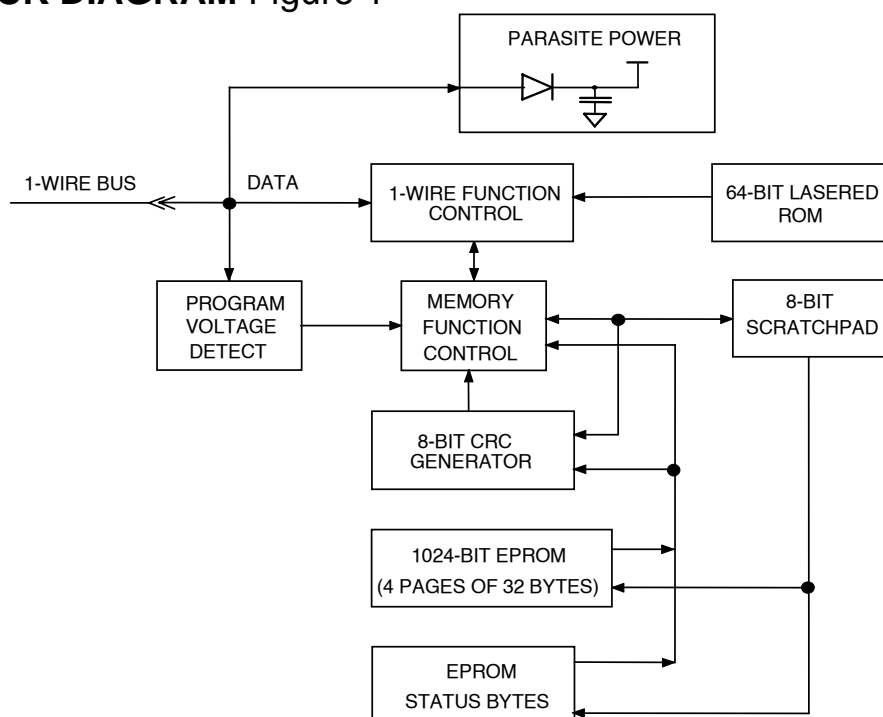 DIAGRAM Figure 1
PARASITE POWER
1-WIRE BUS
DATA
1-WIRE FUNCTION
CONTROL
64-BIT LASERED
ROM
PROGRAM
VOLTAGE
DETECT
MEMORY
FUNCTION
CONTROL
8-BIT
SCRATCHPAD
8-BIT CRC
GENERATOR
1024-BIT EPROM
(4 PAGES OF 32 BYTES)
EPROM
STATUS BYTES